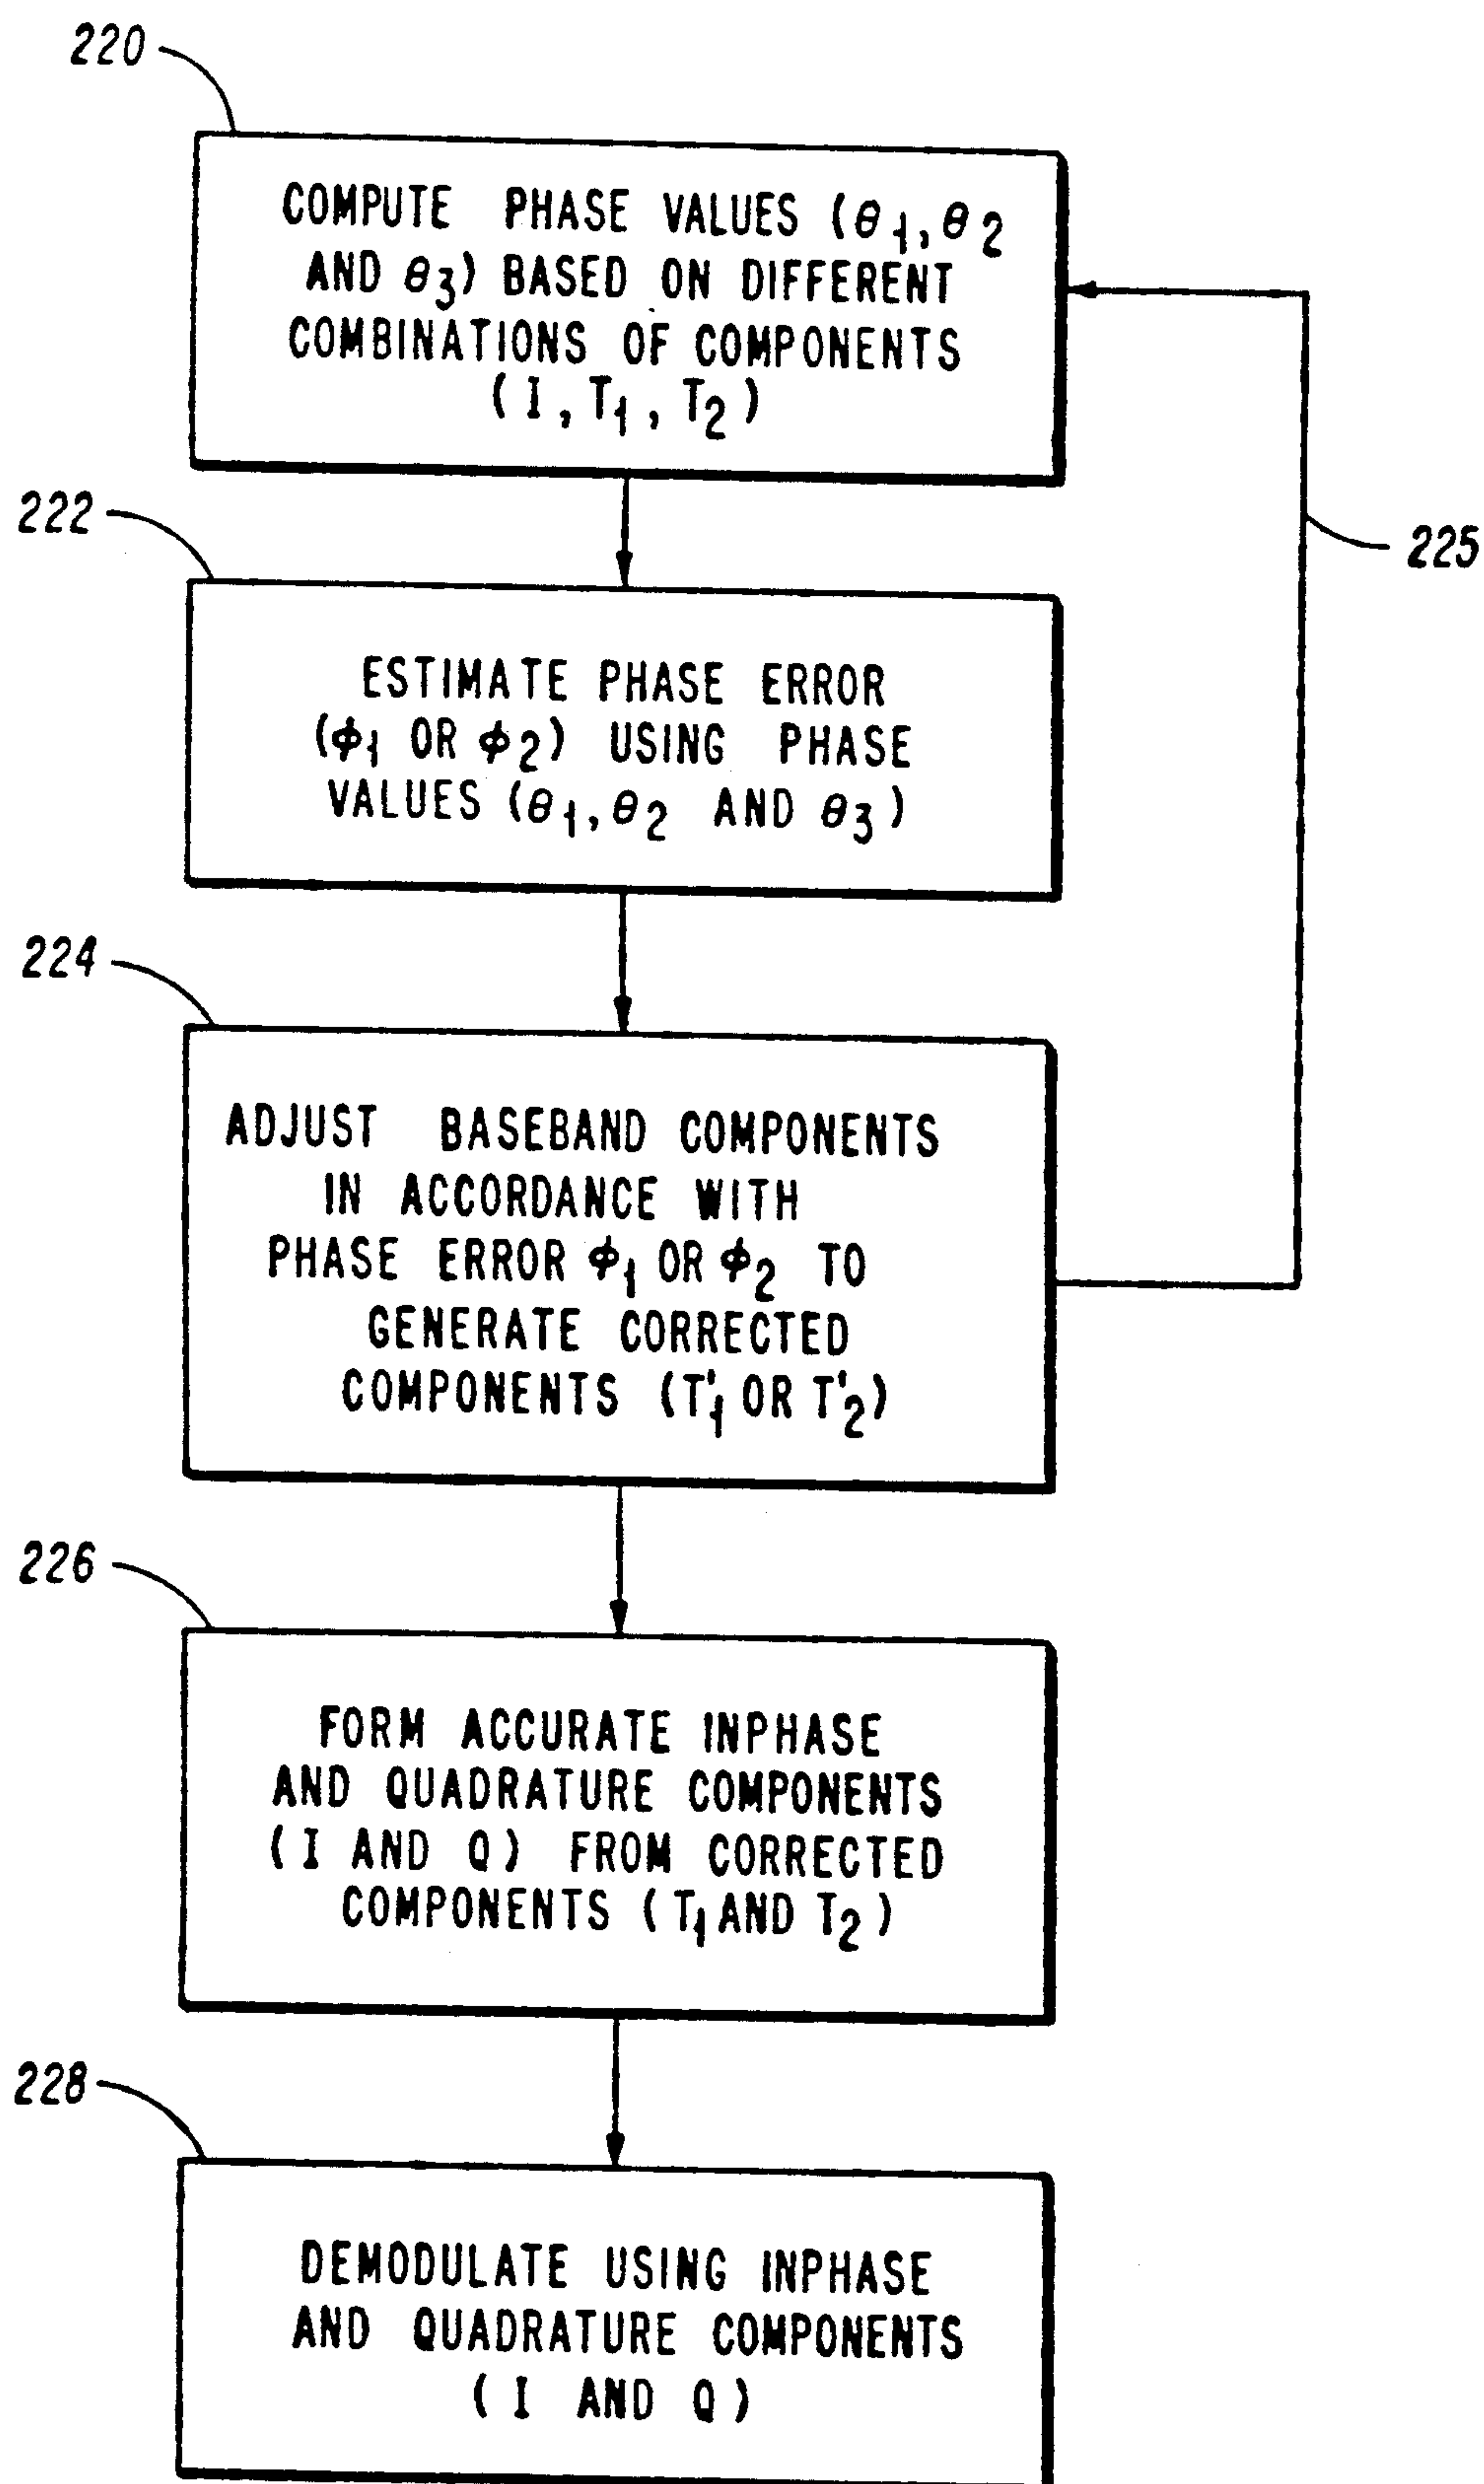 220
COMPUTE PHASE VALUES (θ1, θ2
AND θ3) BASED ON DIFFERENT
COMBINATIONS OF COMPONENTS
(I, T1, T2)
222
225
ESTIMATE PHASE ERROR
(ϕ1 OR ϕ2) USING PHASE
VALUES (θ1, θ2 AND θ3)
224
ADJUST BASEBAND COMPONENTS
IN ACCORDANCE WITH
PHASE ERROR ϕ1 OR ϕ2 TO
GENERATE CORRECTED
COMPONENTS (T'1 OR T'2)
226
FORM ACCURATE INPHASE
AND QUADRATURE COMPONENTS
(I AND Q) FROM CORRECTED
COMPONENTS (T1 AND T2)
228
DEMODULATE USING INPHASE
AND QUADRATURE COMPONENTS
(I AND Q)